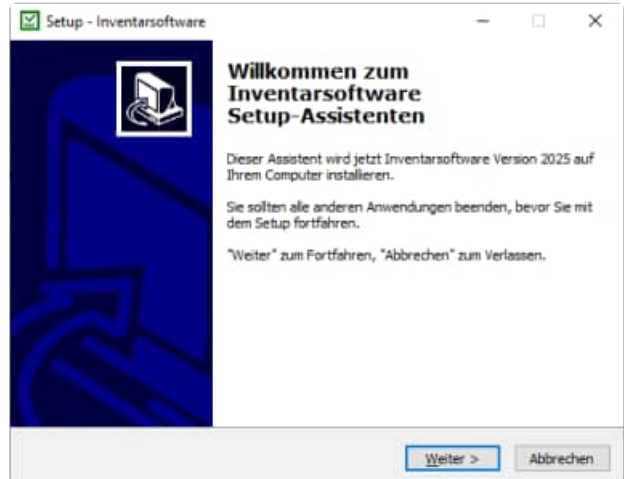 Setup - Inventarsoftware
Willkommen zum
Inventarsoftware
Setup-Assistenten
Dieser Assistent wird jetzt Inventarsoftware Version 2025 auf
Ihrem Computer installieren.
Sie sollten alle anderen Anwendungen beenden, bevor Sie mit
dem Setup fortfahren.
"Weiter" zum Fortfahren, "Abbrechen" zum Verlassen.
Weiter >
Abbrechen